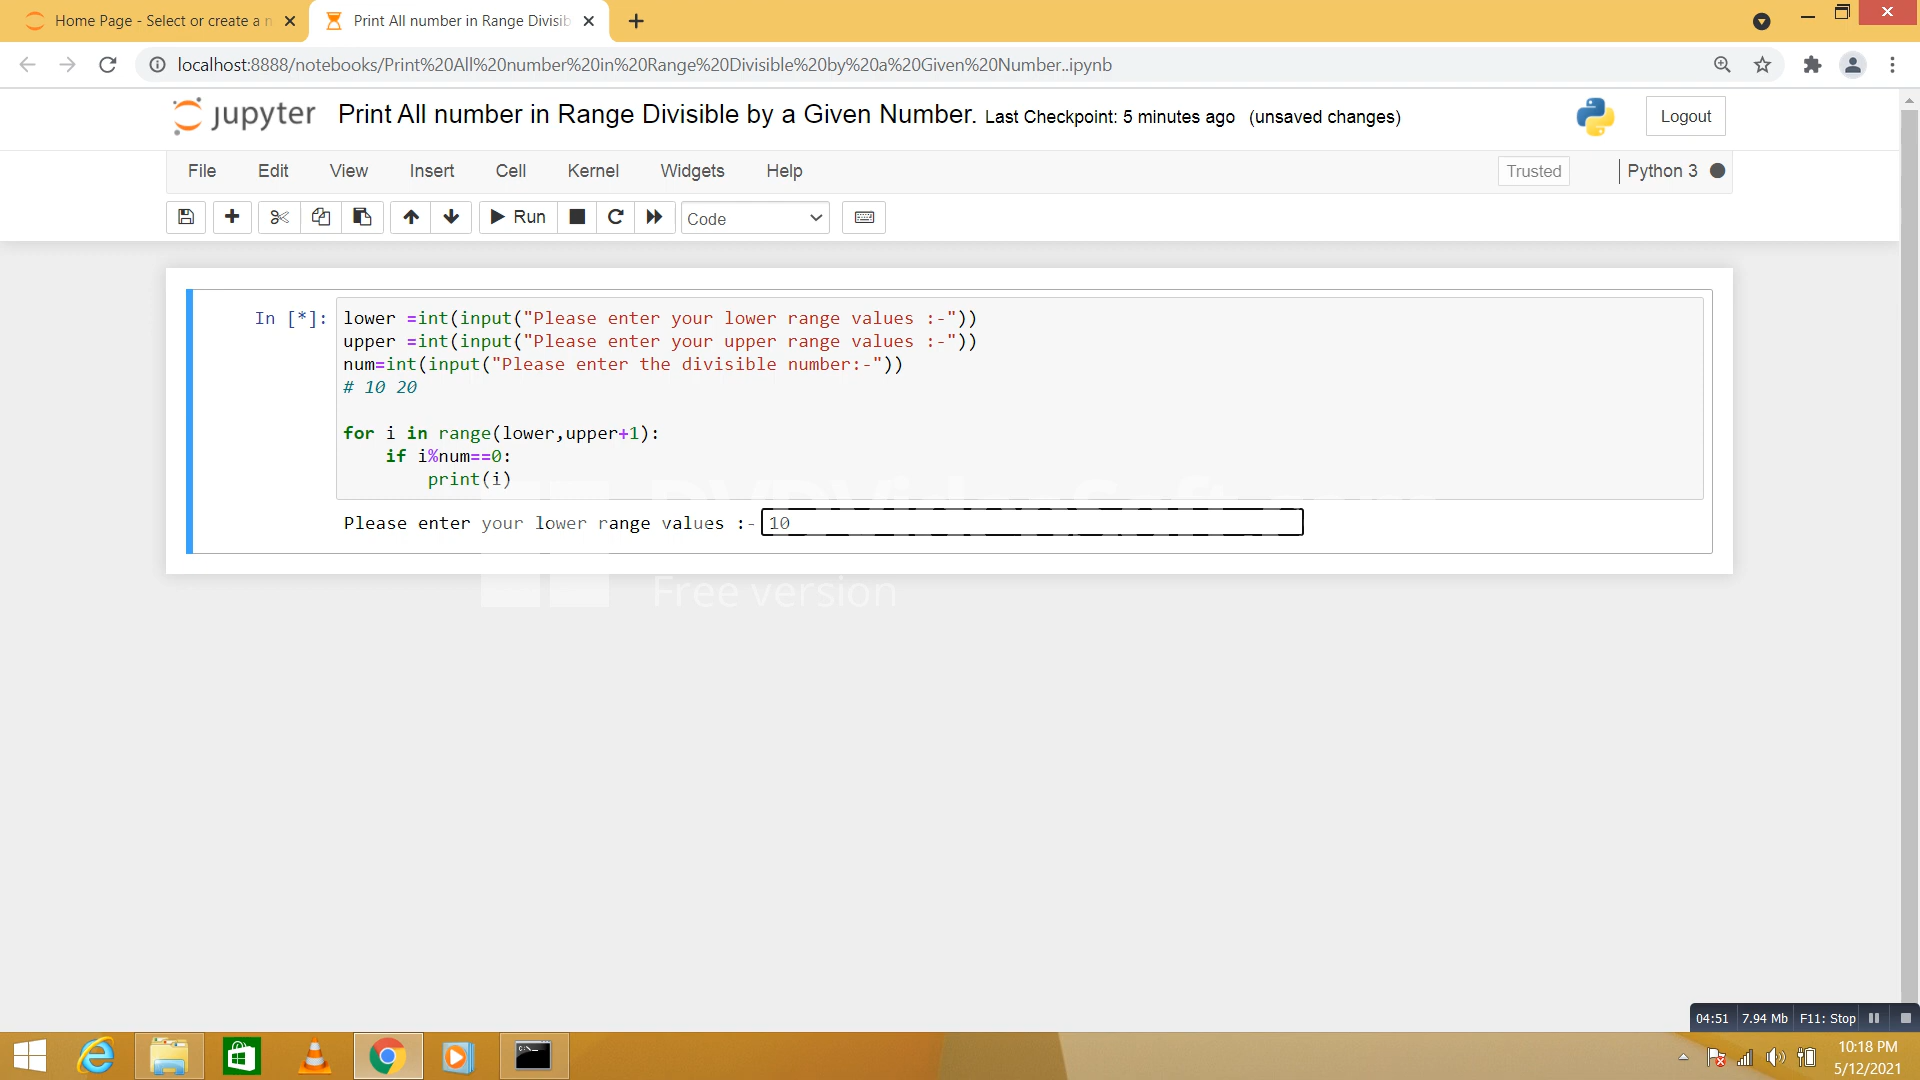 Home Page - Select or create a n
Print All number in Range Divisib
localhost:8888/notebooks/Print%20All%20number%20in%20Range%20Divisible%20by%20a%20Given%20Number..ipynb
jupyter Print All number in Range Divisible by a Given Number. Last Checkpoint: 5 minutes ago (unsaved changes)
Logout
File Edit View Insert Cell Kernel Widgets Help
Trusted
Python 3
Run
Code
In [*]:
lower =int(input("Please enter your lower range values :-"))
upper =int(input("Please enter your upper range values :-"))
num=int(input("Please enter the divisible number:-"))
# 10 20
for i in range(lower,upper+1):
if i%num==0:
print(i)
DVDVideoSoft.com
Please enter your lower range values :- 10
Free version
04:51 7.94 Mb F11: Stop
10:18 PM
5/12/2021